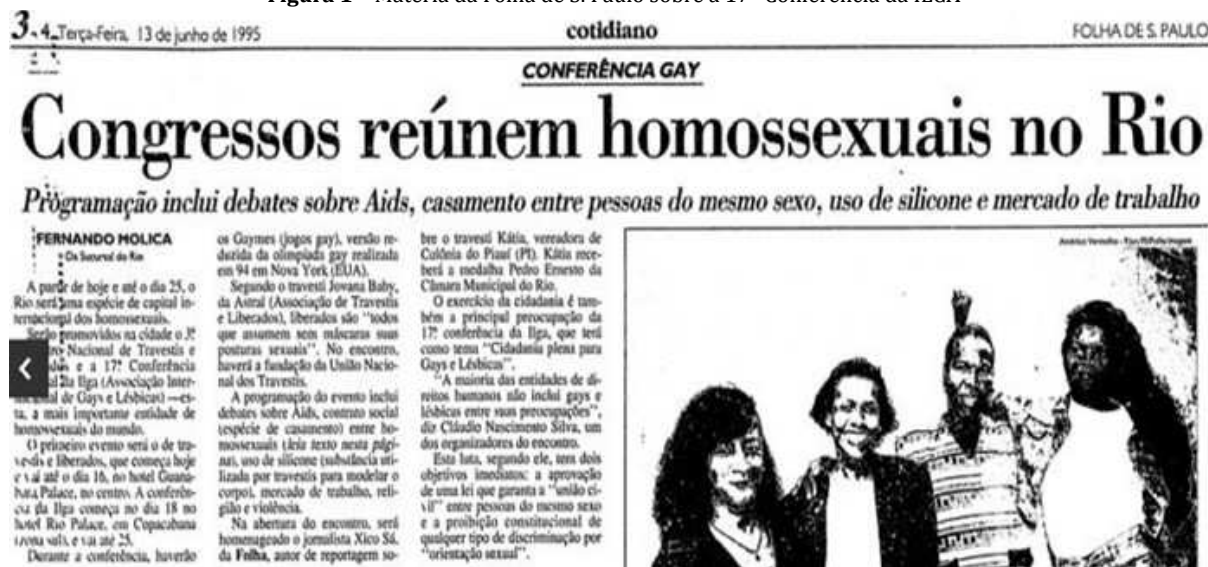 Figura 1 – Matéria da Folha de S. Paulo sobre a 17ª Conferência da ILGA
3.4 Terça-Feira, 13 de junho de 1995
cotidiano
FOLHA DE S. PAULO
CONFERÊNCIA GAY
Congressos reúnem homossexuais no Rio
Programação inclui debates sobre Aids, casamento entre pessoas do mesmo sexo, uso de silicone e mercado de trabalho
FERNANDO MOLICA
Da Sucursal do Rio
A partir de hoje e até o dia 25, o
Rio será uma espécie de capital in-
ternacional dos homossexuais.
Serão promovidos na cidade o 3º
Nacional de Travestis e
e a 17ª Conferência
da Ilga (Associação Inter-
de Gays e Lésbicas) —es-
ta, a mais importante entidade de
homossexuais do mundo.
O primeiro evento será o de tra-
vestis e liberados, que começa hoje
e vai até o dia 16, no hotel Guana-
bara Palace, no centro. A conferên-
cia da Ilga começa no dia 18 no
hotel Rio Palace, em Copacabana
(zona sul), e vai até 25.
Durante a conferência, haverão
os Gaymes (jogos gay), versão re-
duzida da olimpíada gay realizada
em 94 em Nova York (EUA).
Segundo o travesti Jovana Baby,
da Astral (Associação de Travestis
e Liberados), liberados são "todos
que assumem sem máscaras suas
posturas sexuais". No encontro,
haverá a fundação da União Nacio-
nal dos Travestis.
A programação do evento inclui
debates sobre Aids, contrato social
(espécie de casamento) entre ho-
mossexuais (leia texto nesta pági-
na), uso de silicone (substância uti-
lizada por travestis para modelar o
corpo), mercado de trabalho, reli-
gião e violência.
Na abertura do encontro, será
homenageado o jornalista Xico Sá,
da Folha, autor de reportagem so-
bre o travesti Kátia, vereadora de
Colônia do Piauí (PI). Kátia rece-
berá a medalha Pedro Ernesto da
Câmara Municipal do Rio.
O exercício da cidadania é tam-
bém a principal preocupação da
17ª conferência da Ilga, que terá
como tema "Cidadania plena para
Gays e Lésbicas".
"A maioria das entidades de di-
reitos humanos não inclui gays e
lésbicas entre suas preocupações",
diz Cláudio Nascimento Silva, um
dos organizadores do encontro.
Esta luta, segundo ele, tem dois
objetivos imediatos: a aprovação
de uma lei que garanta a "união ci-
vil" entre pessoas do mesmo sexo
e a proibição constitucional de
qualquer tipo de discriminação por
"orientação sexual".